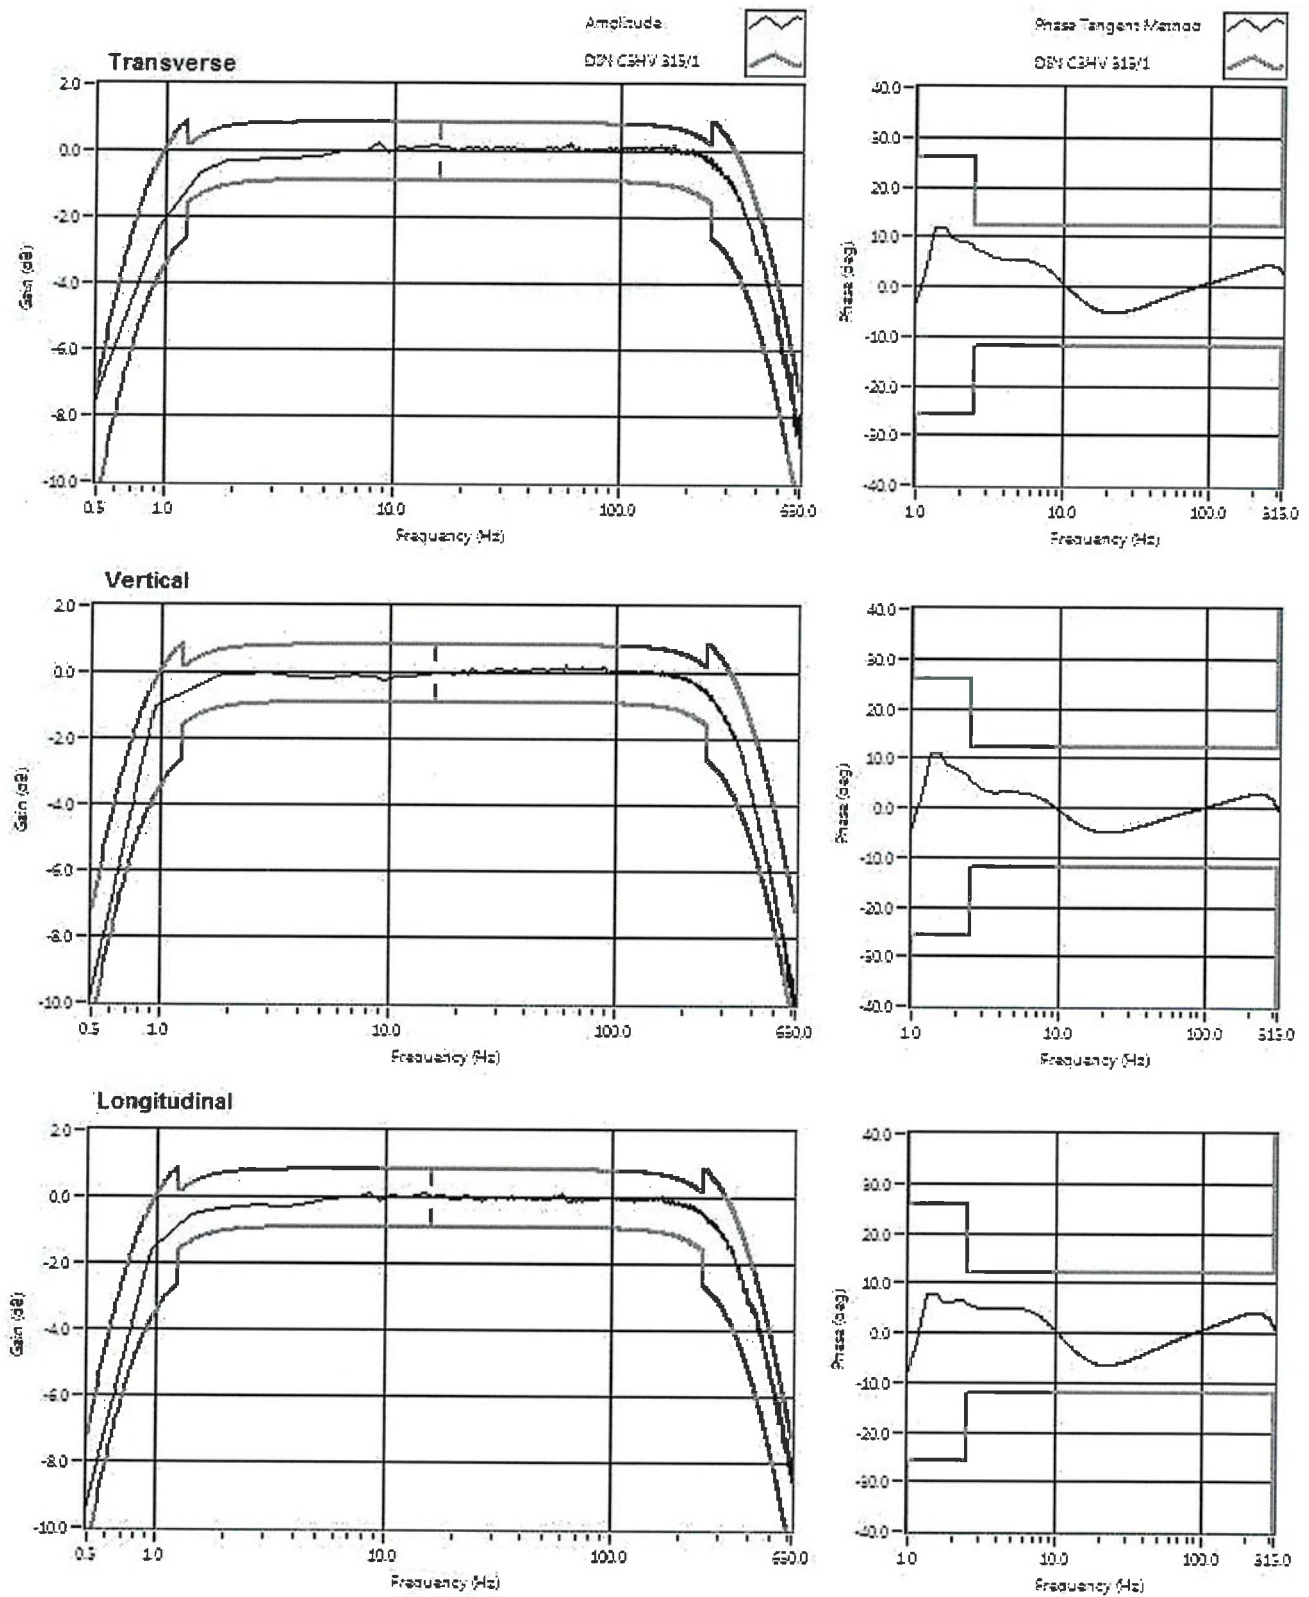 Amplitude
DIN C3HV 315/1
Phase Tangent Method
DIN C3HV 315/1
Transverse
2.0
0.0
-2.0
-4.0
-6.0
-8.0
-10.0
Gain (dB)
0.5 1.0 10.0 100.0 630.0
Frequency (Hz)
40.0
30.0
20.0
10.0
0.0
-10.0
-20.0
-30.0
-40.0
Phase (deg)
1.0 10.0 100.0 315.0
Frequency (Hz)
Vertical
2.0
0.0
-2.0
-4.0
-6.0
-8.0
-10.0
Gain (dB)
0.5 1.0 10.0 100.0 630.0
Frequency (Hz)
40.0
30.0
20.0
10.0
0.0
-10.0
-20.0
-30.0
-40.0
Phase (deg)
1.0 10.0 100.0 315.0
Frequency (Hz)
Longitudinal
2.0
0.0
-2.0
-4.0
-6.0
-8.0
-10.0
Gain (dB)
0.5 1.0 10.0 100.0 630.0
Frequency (Hz)
40.0
30.0
20.0
10.0
0.0
-10.0
-20.0
-30.0
-40.0
Phase (deg)
1.0 10.0 100.0 315.0
Frequency (Hz)